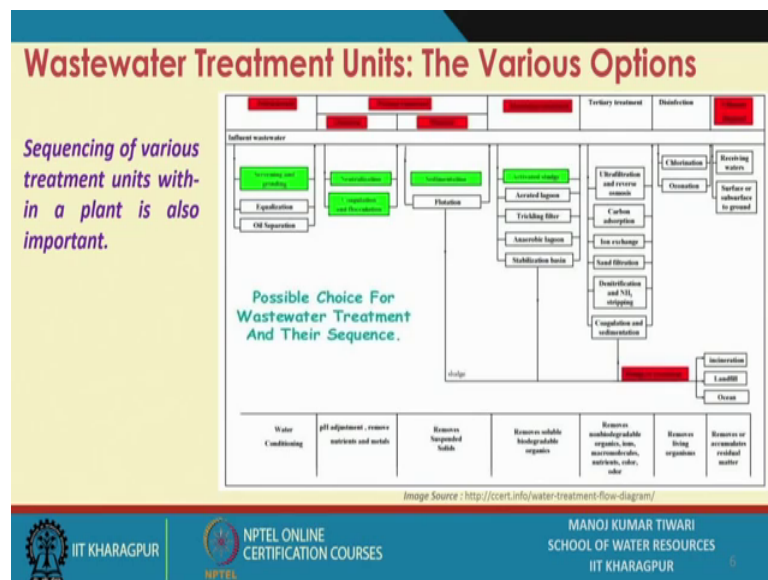 Wastewater Treatment Units: The Various Options
Sequencing of various
treatment units with-
in a plant is also
important.
Tertiary treatment
Disinfection
Influent wastewater
Screening and
grinding
Equalization
Oil Separation
Neutralization
Coagulation
and flocculation
Sedimentation
Flotation
Activated sludge
Aerated lagoon
Trickling filter
Anaerobic lagoon
Stabilization basin
Ultrafiltration
and reverse
osmosis
Carbon
adsorption
Ion exchange
Sand filtration
Denitrification
and NH3
stripping
Coagulation and
sedimentation
Chlorination
Ozonation
Receiving
waters
Surface or
subsurface
to ground
Possible Choice For
Wastewater Treatment
And Their Sequence.
sludge
incineration
Landfill
Ocean
Water
Conditioning
pH adjustment , remove
nutrients and metals
Removes
Suspended
Solids
Removes soluble
biodegradable
organics
Removes
nonbiodegradable
organics, ions,
macromolecules,
nutrients, color,
odor
Removes
living
organisms
Removes or
accumulates
residual
matter
Image Source : http://ccert.info/water-treatment-flow-diagram/
IIT KHARAGPUR
NPTEL
NPTEL ONLINE
CERTIFICATION COURSES
MANOJ KUMAR TIWARI
SCHOOL OF WATER RESOURCES
IIT KHARAGPUR
6